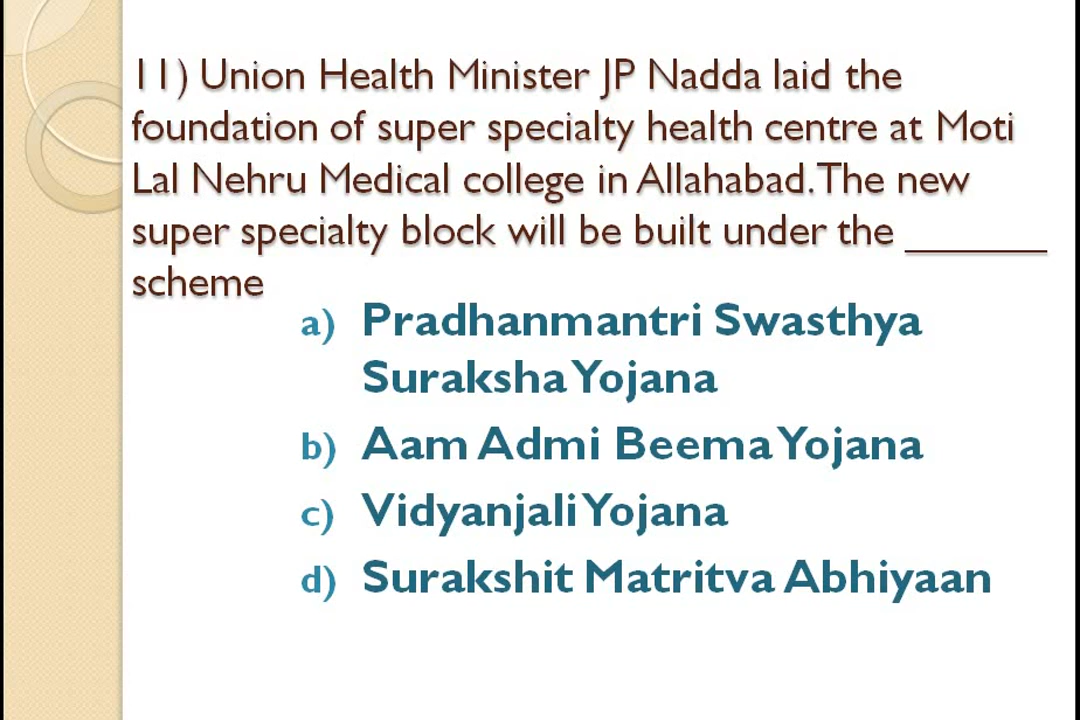 11) Union Health Minister JP Nadda laid the
foundation of super specialty health centre at Moti
Lal Nehru Medical college in Allahabad. The new
super specialty block will be built under the ______
scheme
a) Pradhanmantri Swasthya
Suraksha Yojana
b) Aam Admi Beema Yojana
c) Vidyanjali Yojana
d) Surakshit Matritva Abhiyaan